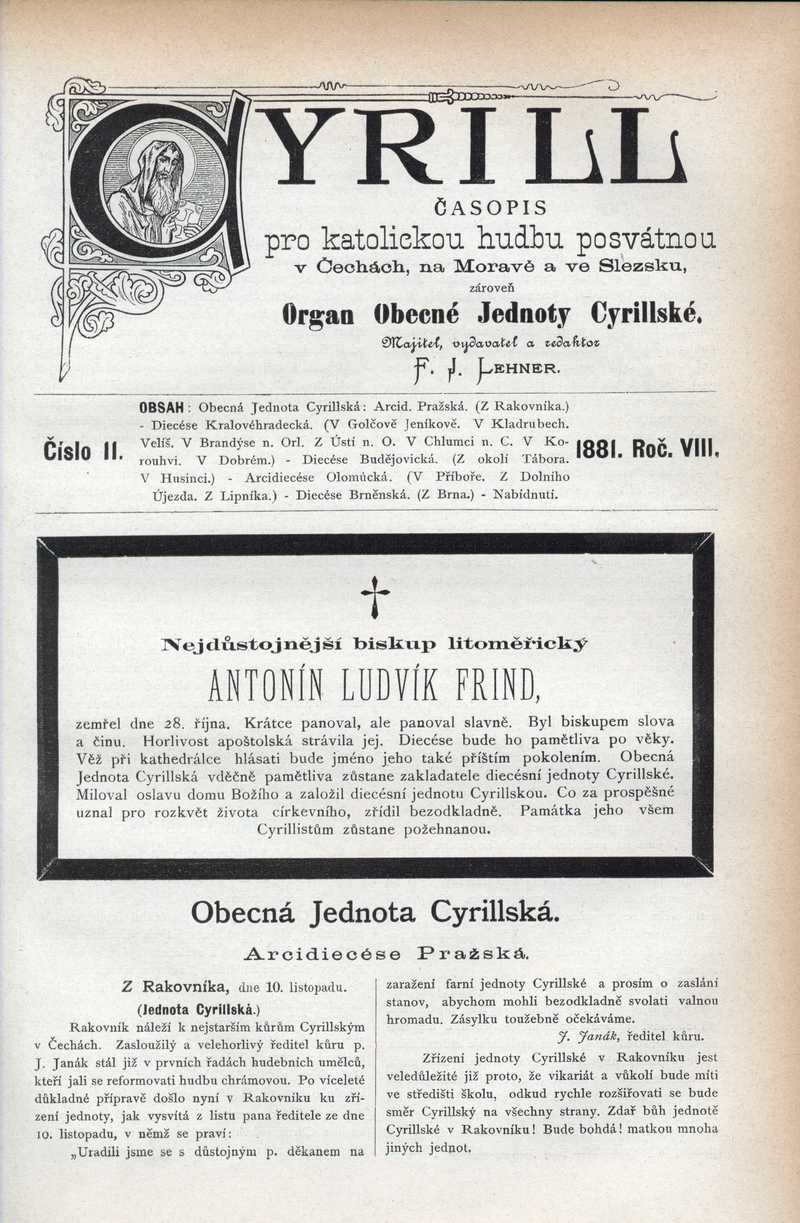 CYRILL
ČASOPIS
pro katolickou hudbu posvátnou
v Čechách, na Moravě a ve Slezsku,
zároveň
Organ Obecné Jednoty Cyrillské.
Majitel, vydavatel a redaktor
F. J. LEHNER.
Číslo 11.
OBSAH : Obecná Jednota Cyrillská: Arcid. Pražská. (Z Rakovníka.)
- Diecése Kralovéhradecká. (V Golčově Jeníkově. V Kladrubech.
Velíš. V Brandýse n. Orl. Z Ústí n. O. V Chlumci n. C. V Ko-
rouhvi. V Dobrém.) - Diecése Budějovická. (Z okolí Tábora.
V Husinci.) - Arcidiecése Olomúcká. (V Příboře. Z Dolního
Újezda. Z Lipníka.) - Diecése Brněnská. (Z Brna.) - Nabídnutí.
1881. Roč. VIII.
Nejdůstojnější biskup litoměřický
ANTONÍN LUDVÍK FRIND,
zemřel dne 28. října. Krátce panoval, ale panoval slavně. Byl biskupem slova
a činu. Horlivost apoštolská strávila jej. Diecése bude ho pamětliva po věky.
Věž při kathedrálce hlásati bude jméno jeho také příštím pokolením. Obecná
Jednota Cyrillská vděčně pamětliva zůstane zakladatele diecésní jednoty Cyrillské.
Miloval oslavu domu Božího a založil diecésní jednotu Cyrillskou. Co za prospěšné
uznal pro rozkvět života církevního, zřídil bezodkladně. Památka jeho všem
Cyrillistům zůstane požehnanou.
Obecná Jednota Cyrillská.
Arcidiecése Pražská.
Z Rakovníka, dne 10. listopadu.
(Jednota Cyrillská.)
Rakovník náleží k nejstarším kůrům Cyrillským
v Čechách. Zasloužilý a velehorlivý ředitel kůru p.
J. Janák stál již v prvních řadách hudebních umělců,
kteří jali se reformovati hudbu chrámovou. Po víceleté
důkladné přípravě došlo nyní v Rakovníku ku zří-
zení jednoty, jak vysvítá z listu pana ředitele ze dne
10. listopadu, v němž se praví:
„Uradili jsme se s důstojným p. děkanem na
zaražení farní jednoty Cyrillské a prosím o zaslání
stanov, abychom mohli bezodkladně svolati valnou
hromadu. Zásylku toužebně očekáváme.
J. Janák, ředitel kůru.
Zřízení jednoty Cyrillské v Rakovníku jest
veledůležité již proto, že vikariát a vůkolí bude míti
ve středišti školu, odkud rychle rozšiřovati se bude
směr Cyrillský na všechny strany. Zdař bůh jednotě
Cyrillské v Rakovníku! Bude bohdá! matkou mnoha
jiných jednot.